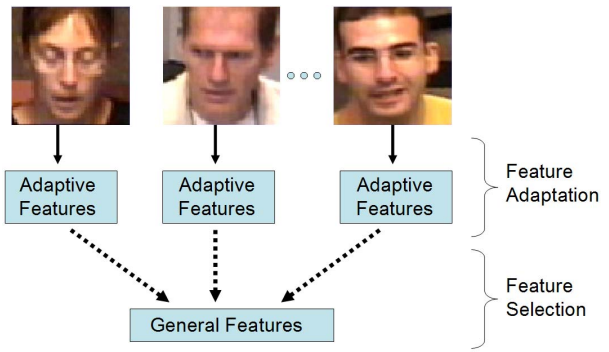 Adaptive
Features
Adaptive
Features
Adaptive
Features
Feature
Adaptation
General Features
Feature
Selection